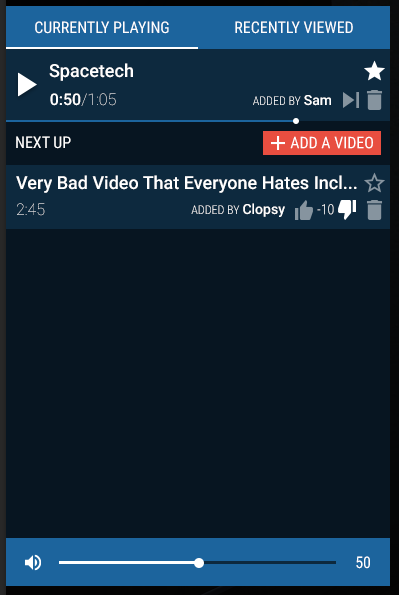 CURRENTLY PLAYING RECENTLY VIEWED
Spacetech
0:50/1:05 ADDED BY Sam
NEXT UP + ADD A VIDEO
Very Bad Video That Everyone Hates Incl...
2:45 ADDED BY Clopsy -10
50